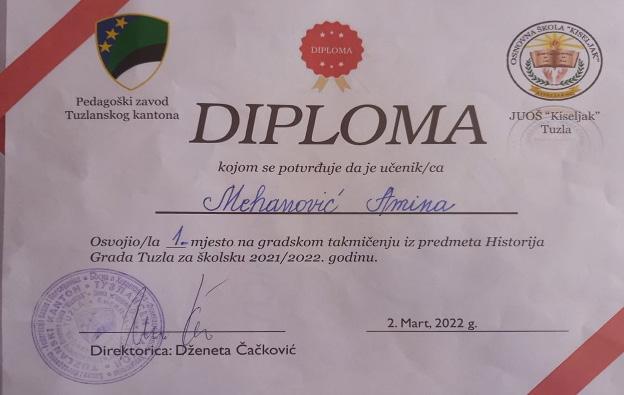 Pedagoški zavod
Tuzlanskog kantona
DIPLOMA
OSNOVNA ŠKOLA "KISELJAK"
JUOŠ "Kiseljak"
Tuzla
DIPLOMA
kojom se potvrđuje da je učenik/ca
Mehanović Amina
Osvojio/la 1. mjesto na gradskom takmičenju iz predmeta Historija
Grada Tuzla za školsku 2021/2022. godinu.
2. Mart, 2022 g.
Direktorica: Dženeta Čačković